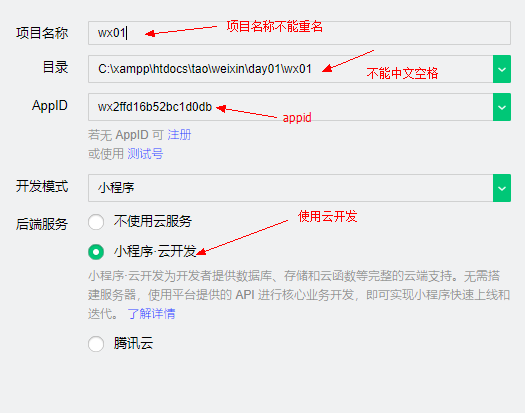 项目名称 wx01 项目名称不能重名
目录 C:\xampp\htdocs\tao\weixin\day01\wx01 不能中文空格
AppID wx2ffd16b52bc1d0db appid
若无 AppID 可 注册
或使用 测试号
开发模式 小程序
后端服务 不使用云服务 使用云开发
小程序·云开发
小程序·云开发为开发者提供数据库、存储和云函数等完整的云端支持。无需搭
建服务器，使用平台提供的 API 进行核心业务开发，即可实现小程序快速上线和
迭代。 了解详情
腾讯云